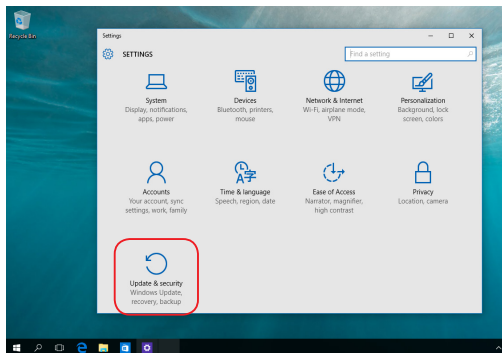 Recycle Bin
Settings
SETTINGS
Find a setting
System
Display, notifications,
apps, power
Devices
Bluetooth, printers,
mouse
Network & Internet
Wi-Fi, airplane mode,
VPN
Personalization
Background, lock
screen, colors
Accounts
Your account, sync
settings, work, family
Time & language
Speech, region, date
Ease of Access
Narrator, magnifier,
high contrast
Privacy
Location, camera
Update & security
Windows Update,
recovery, backup